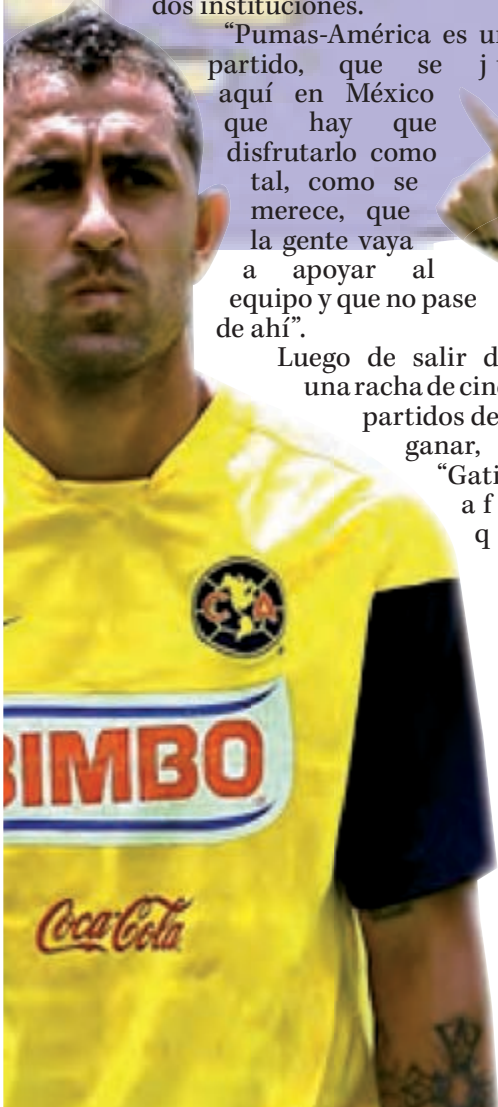 dos instituciones.
“Pumas-América es un
partido, que se j
aquí en México
que hay que
disfrutarlo como
tal, como se
merece, que
la gente vaya
a apoyar al
equipo y que no pase
de ahí”.
Luego de salir d
una racha de cinc
partidos de
ganar,
“Gati
a f
q
C A
BIMBO
Coca-Cola